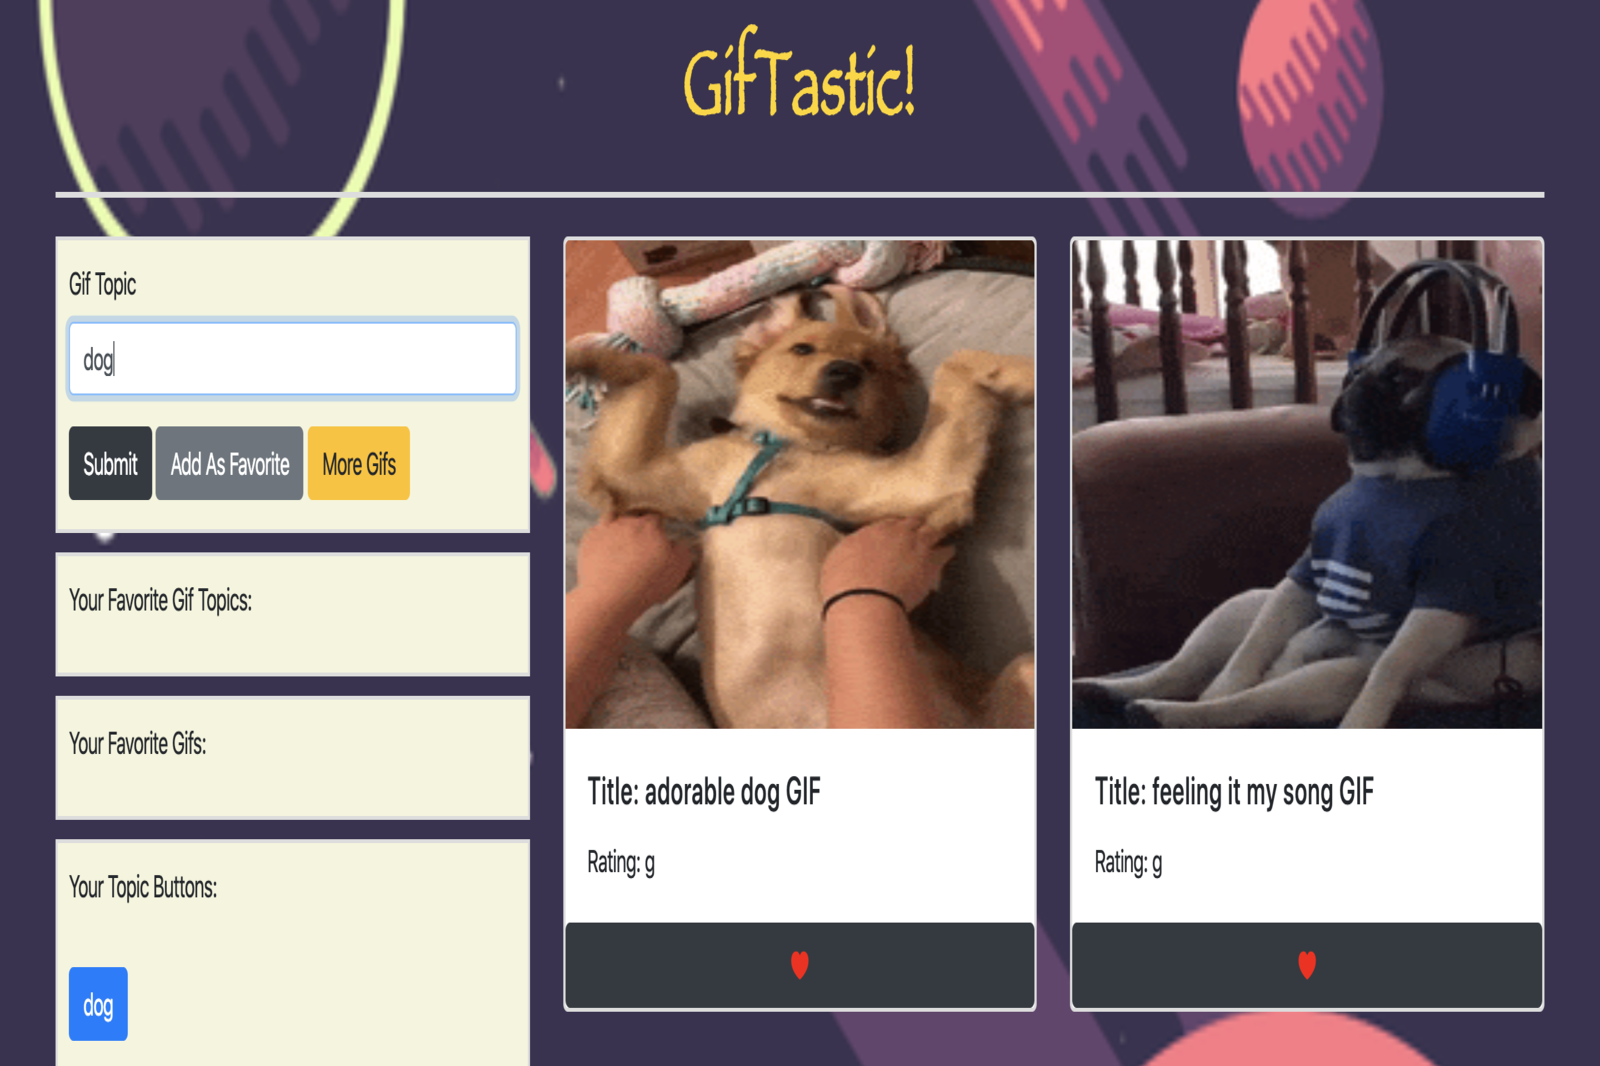 GifTastic!
Gif Topic
dog
Submit Add As Favorite More Gifs
Your Favorite Gif Topics:
Your Favorite Gifs:
Your Topic Buttons:
dog
Title: adorable dog GIF
Rating: g
Title: feeling it my song GIF
Rating: g